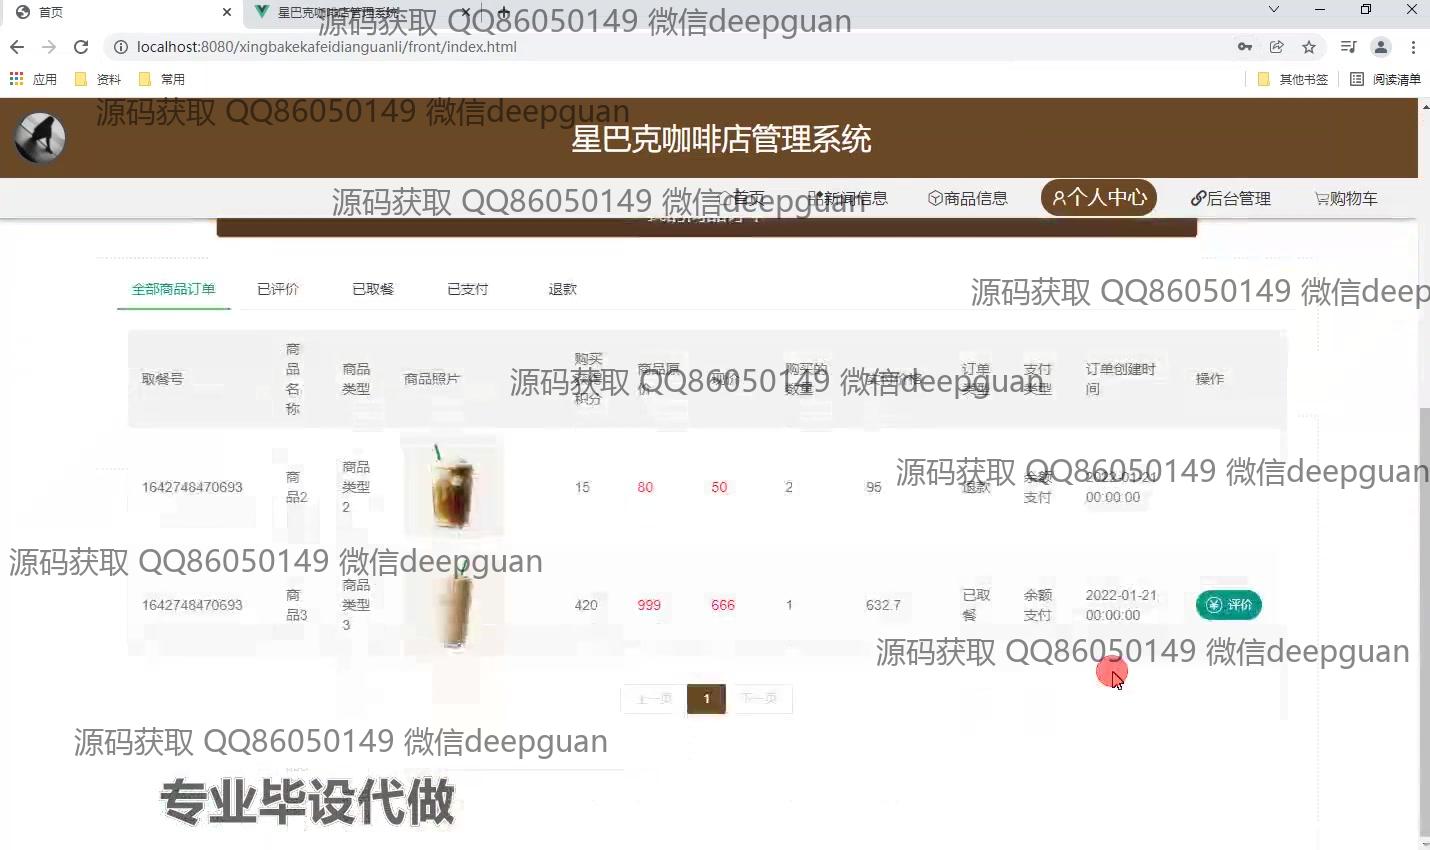 首页
星巴克咖啡店管理系统
源码获取 QQ86050149 微信deepguan
localhost:8080/xingbakekafeidianguanli/front/index.html
应用
资料
常用
其他书签
阅读清单
源码获取 QQ86050149 微信deepguan
星巴克咖啡店管理系统
源码获取 QQ86050149 微信deepguan
首页
新闻信息
商品信息
个人中心
后台管理
购物车
全部商品订单
已评价
已取餐
已支付
退款
源码获取 QQ86050149 微信deep
取餐号
商品名称
商品类型
商品照片
购买获得积分
商品原价
现价
购买的数量
实付价格
订单类型
支付类型
订单创建时间
操作
源码获取 QQ86050149 微信deepguan
1642748470693
商品2
商品类型2
15
80
50
2
95
退款
余额支付
2022-01-21 00:00:00
源码获取 QQ86050149 微信deepguan
源码获取 QQ86050149 微信deepguan
1642748470693
商品3
商品类型3
420
999
666
1
632.7
已取餐
余额支付
2022-01-21 00:00:00
评价
源码获取 QQ86050149 微信deepguan
上一页
1
下一页
源码获取 QQ86050149 微信deepguan
专业毕设代做